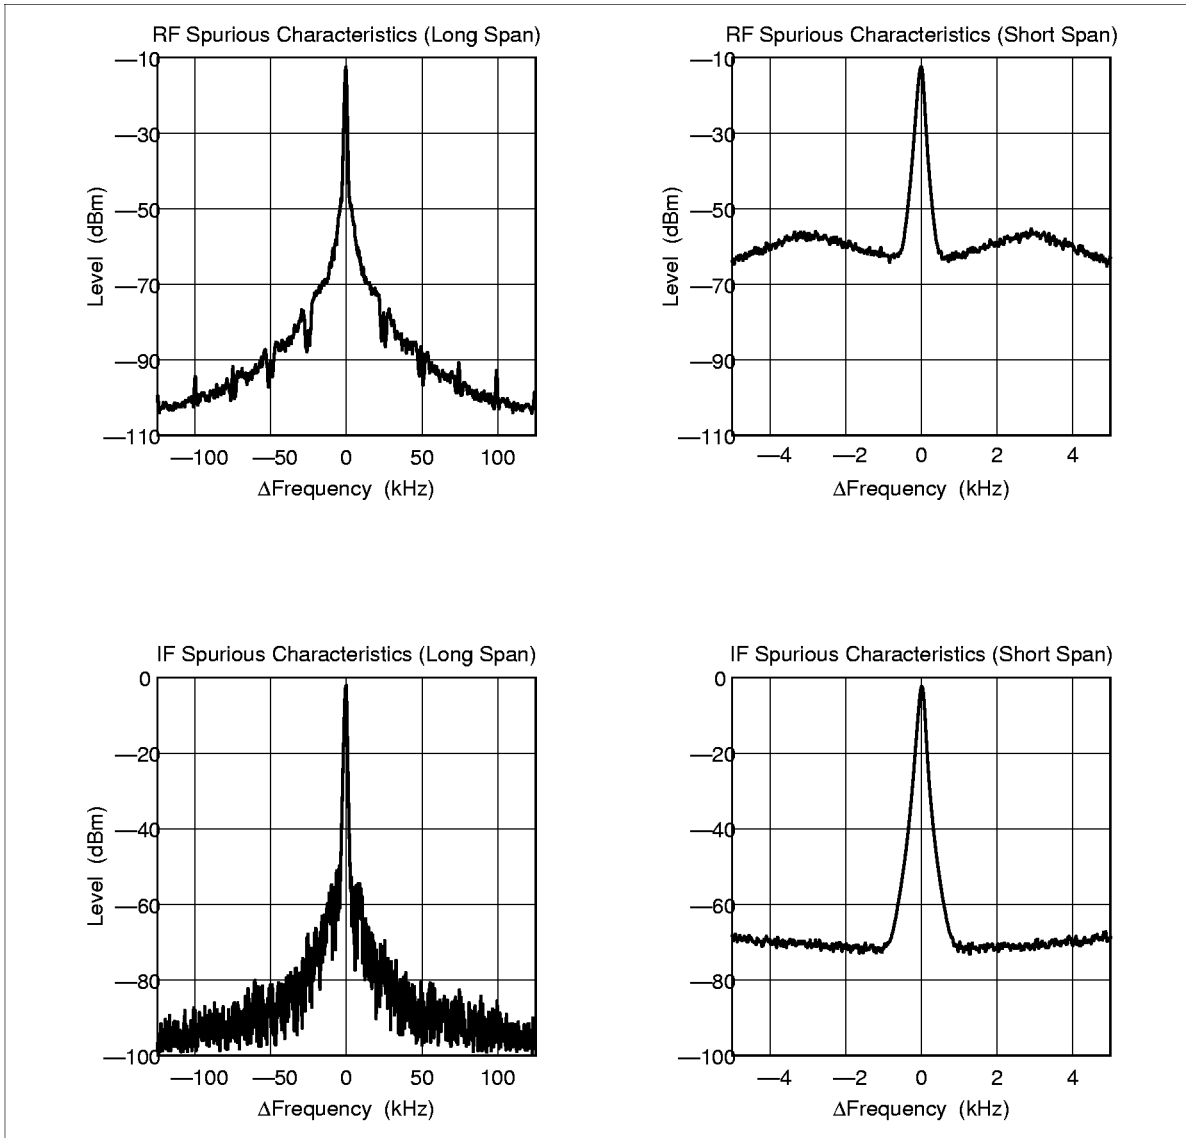 RF Spurious Characteristics (Long Span)
—10
—30
—50
—70
—90
—110
Level (dBm)
—100 —50 0 50 100
ΔFrequency (kHz)
RF Spurious Characteristics (Short Span)
—10
—30
—50
—70
—90
—110
Level (dBm)
—4 —2 0 2 4
ΔFrequency (kHz)
IF Spurious Characteristics (Long Span)
0
—20
—40
—60
—80
—100
Level (dBm)
—100 —50 0 50 100
ΔFrequency (kHz)
IF Spurious Characteristics (Short Span)
0
—20
—40
—60
—80
—100
—4 —2 0 2 4
ΔFrequency (kHz)